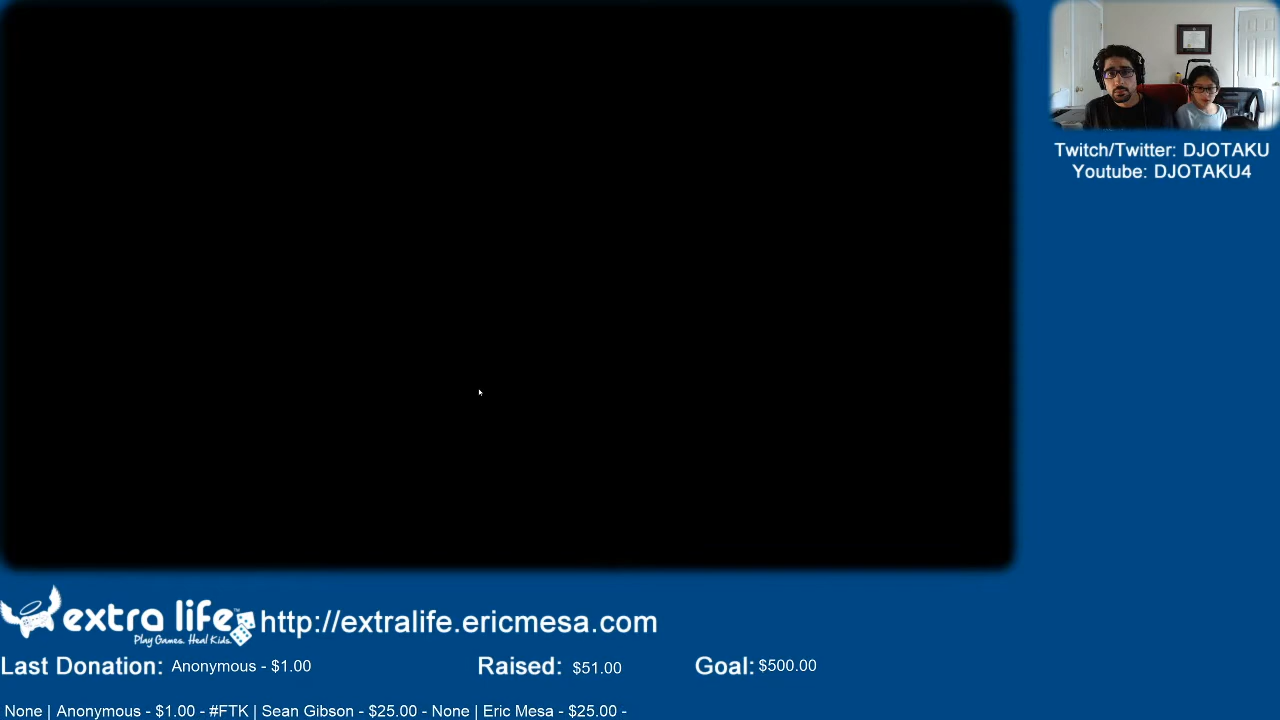 Twitch/Twitter: DJOTAKU
Youtube: DJOTAKU4
extra life
Play Games. Heal Kids.
http://extralife.ericmesa.com
Last Donation: Anonymous - $1.00
Raised: $51.00
Goal: $500.00
None | Anonymous - $1.00 - #FTK | Sean Gibson - $25.00 - None | Eric Mesa - $25.00 -